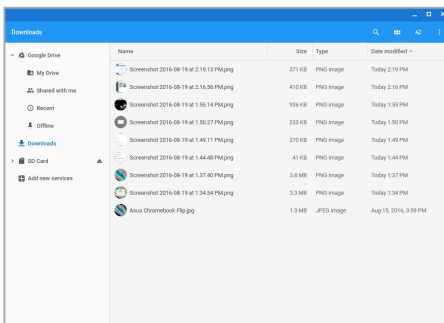 Downloads
Google Drive
My Drive
Shared with me
Recent
Offline
Downloads
SD Card
Add new services
Name Size Type Date modified
Screenshot 2016-08-19 at 2.19.13 PM.png 371 KB PNG image Today 2:19 PM
Screenshot 2016-08-19 at 2.16.56 PM.png 410 KB PNG image Today 2:16 PM
Screenshot 2016-08-19 at 1.55.14 PM.png 936 KB PNG image Today 1:55 PM
Screenshot 2016-08-19 at 1.50.27 PM.png 233 KB PNG image Today 1:50 PM
Screenshot 2016-08-19 at 1.49.11 PM.png 270 KB PNG image Today 1:49 PM
Screenshot 2016-08-19 at 1.44.48 PM.png 41 KB PNG image Today 1:44 PM
Screenshot 2016-08-19 at 1.37.40 PM.png 3.8 MB PNG image Today 1:37 PM
Screenshot 2016-08-19 at 1.34.54 PM.png 3.3 MB PNG image Today 1:34 PM
Asus Chromebook Flip.jpg 1.3 MB JPEG image Aug 15, 2016, 3:59 PM